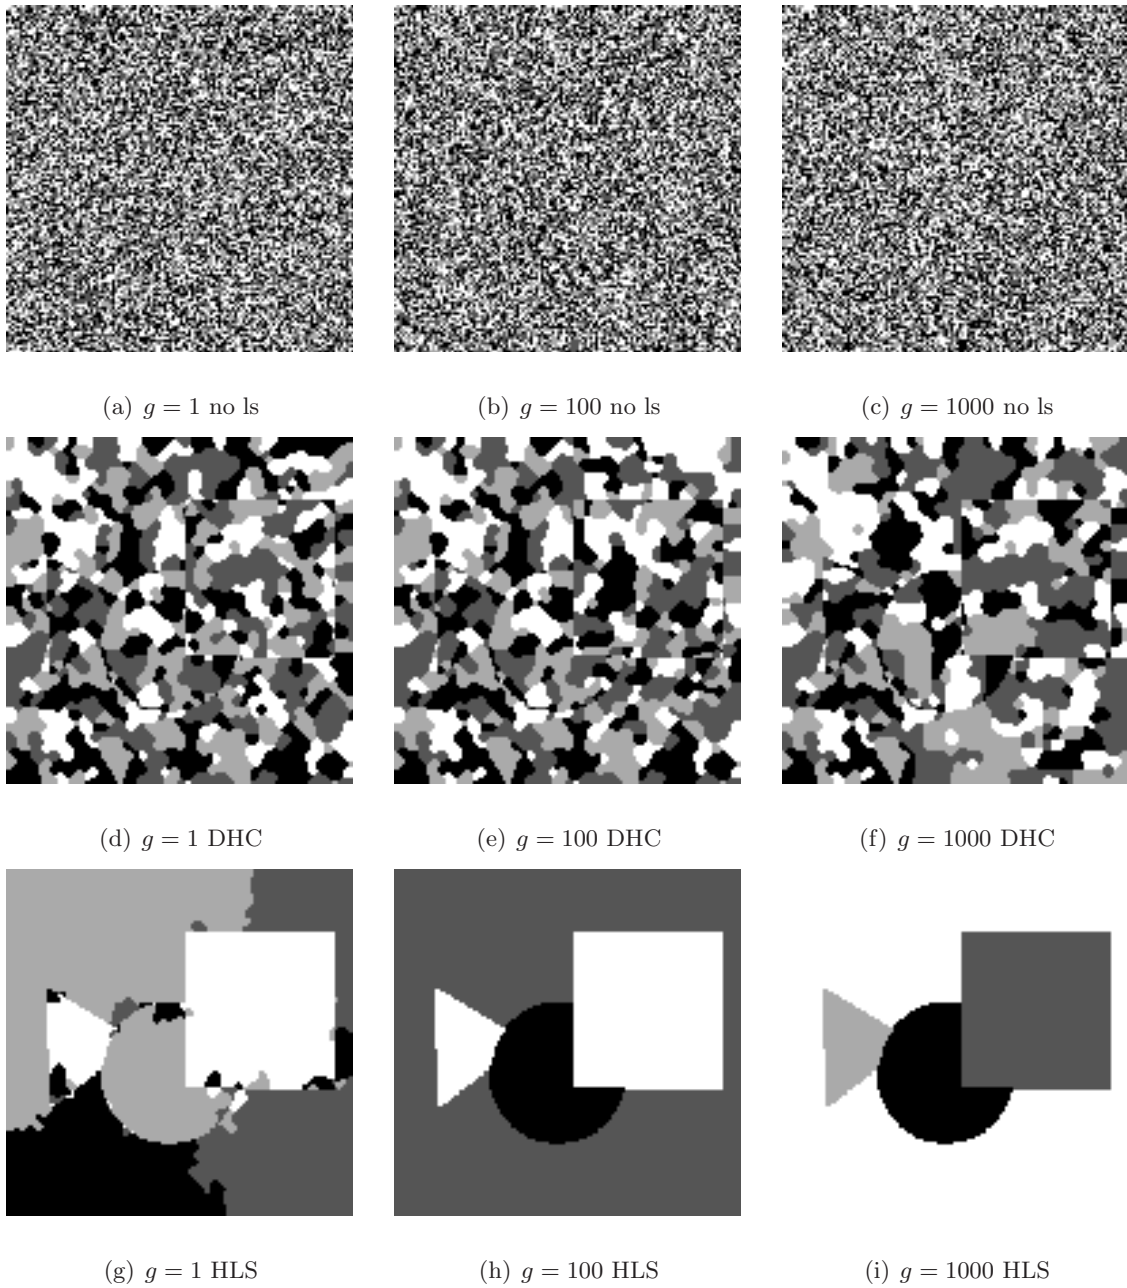 (a) g = 1 no ls (b) g = 100 no ls (c) g = 1000 no ls
(d) g = 1 DHC (e) g = 100 DHC (f) g = 1000 DHC
(g) g = 1 HLS (h) g = 100 HLS (i) g = 1000 HLS